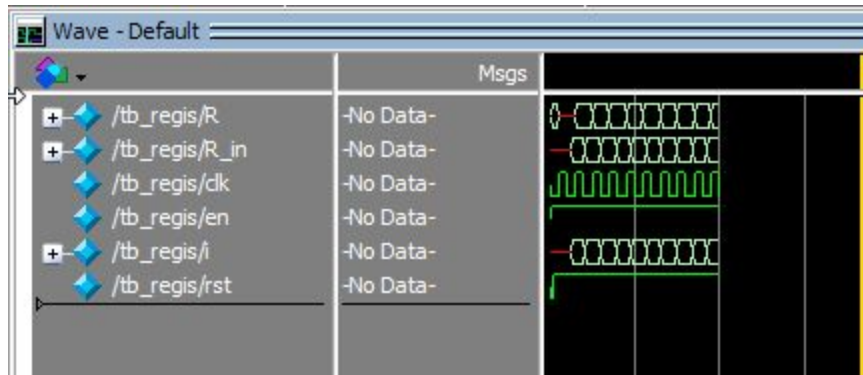 Wave - Default
Msgs
/tb_regis/R -No Data-
/tb_regis/R_in -No Data-
/tb_regis/clk -No Data-
/tb_regis/en -No Data-
/tb_regis/i -No Data-
/tb_regis/rst -No Data-